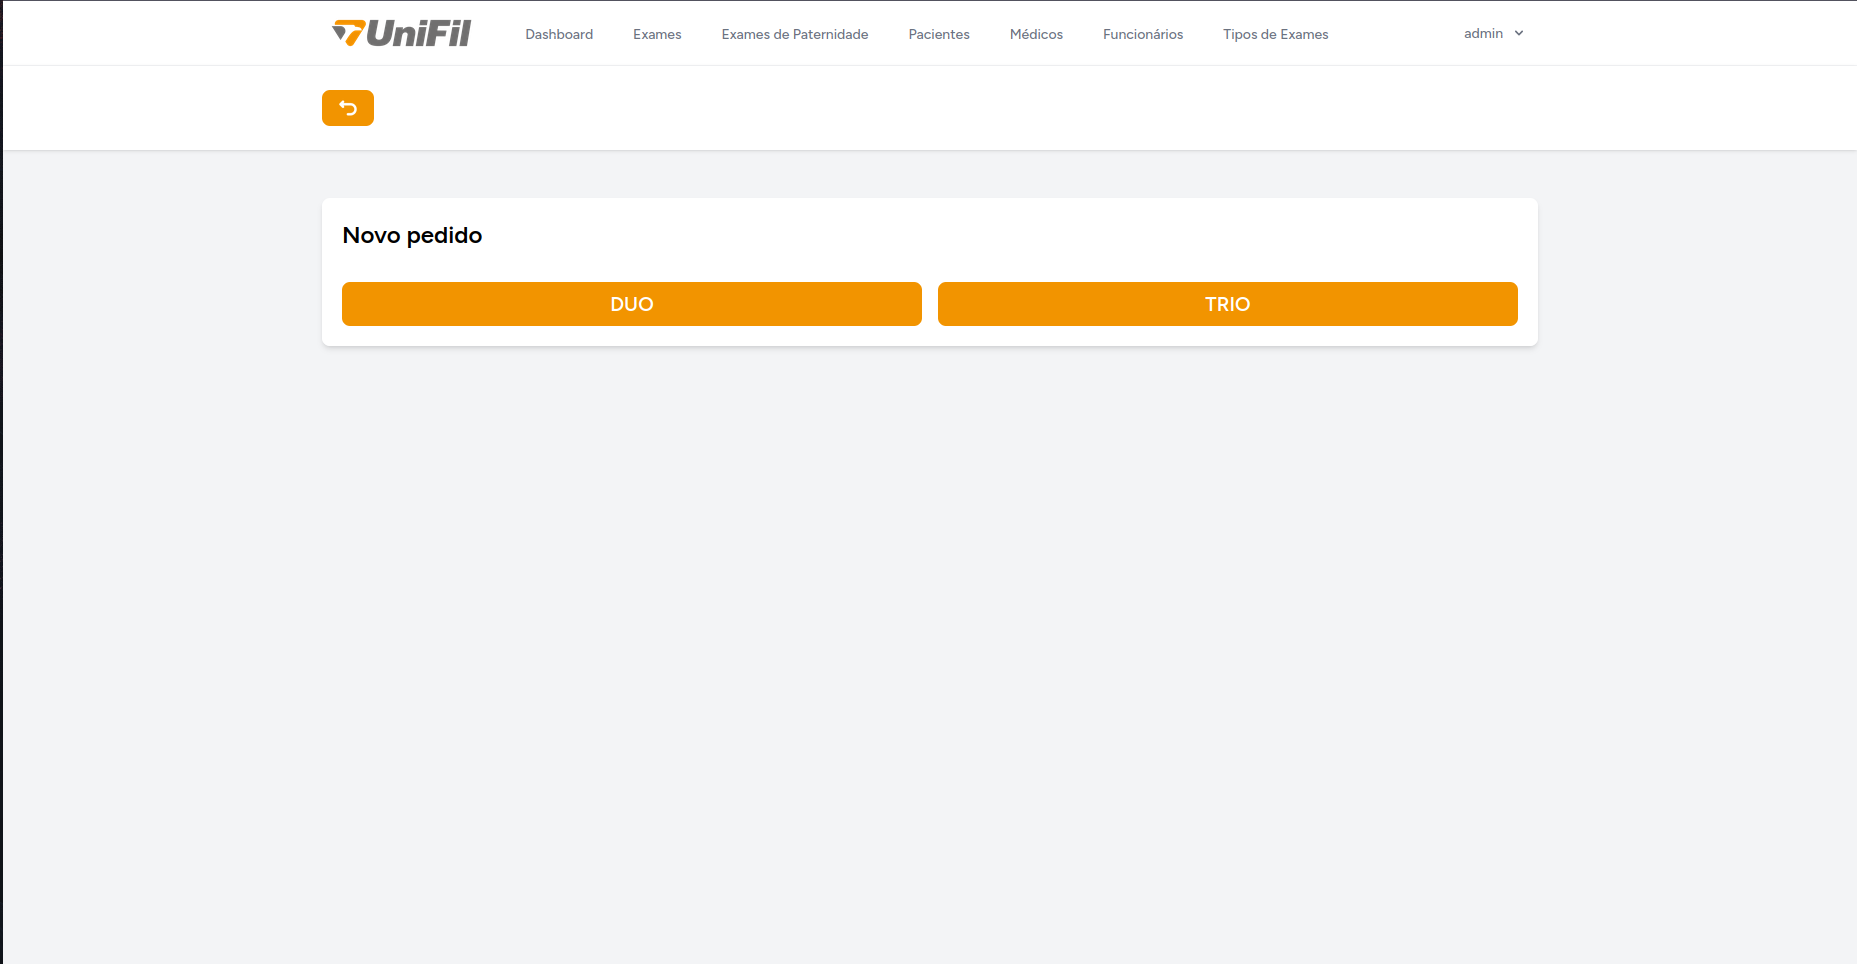 UniFil
Dashboard Exames Exames de Paternidade Pacientes Médicos Funcionários Tipos de Exames admin
Novo pedido
DUO TRIO